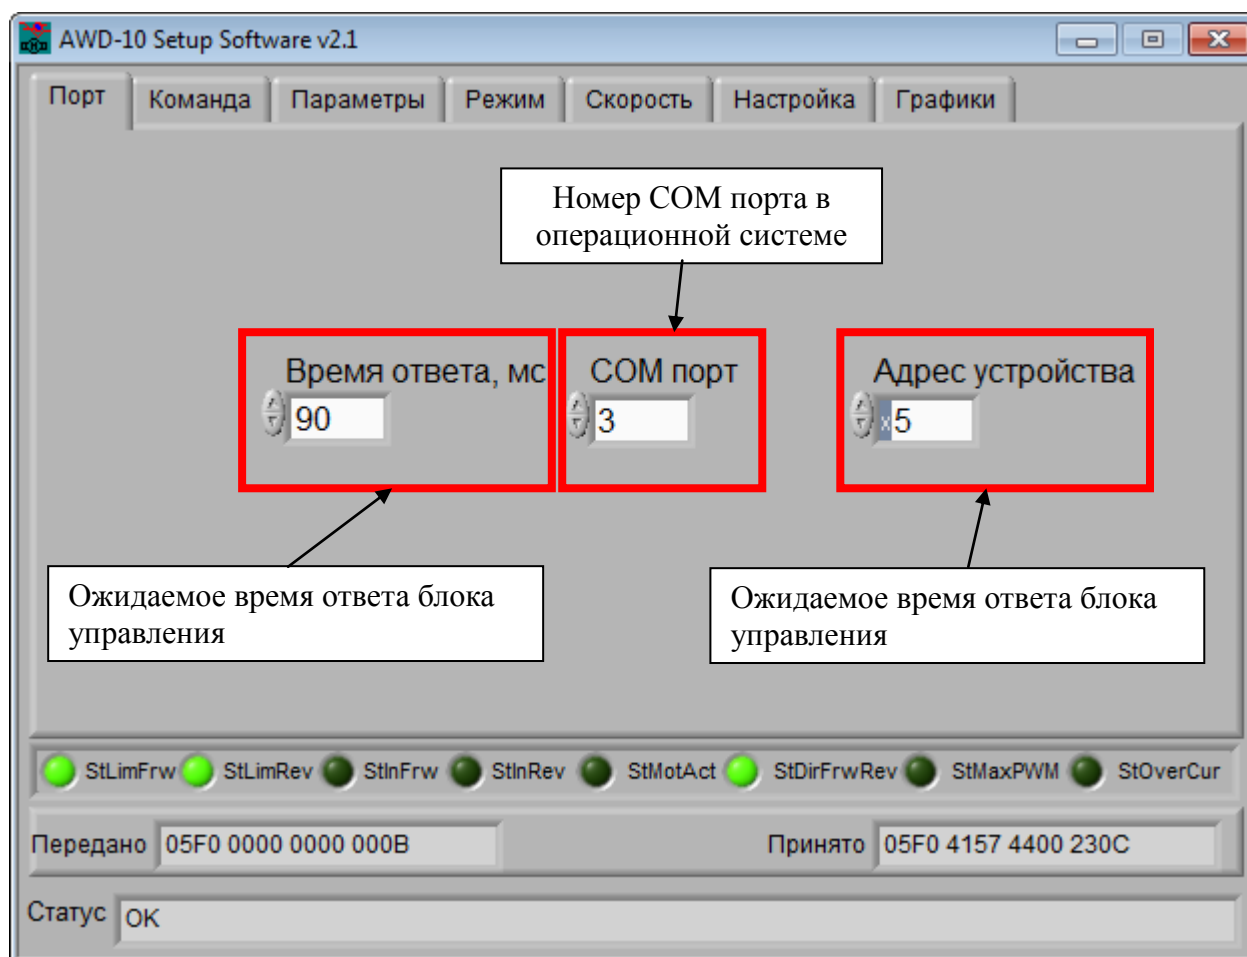 AWD-10 Setup Software v2.1
Порт Команда Параметры Режим Скорость Настройка Графики
Номер COM порта в
операционной системе
Время ответа, мс COM порт Адрес устройства
90 3 x5
Ожидаемое время ответа блока
управления
Ожидаемое время ответа блока
управления
StLimFrw StLimRev StInFrw StInRev StMotAct StDirFrwRev StMaxPWM StOverCur
Передано 05F0 0000 0000 000B Принято 05F0 4157 4400 230C
Статус OK